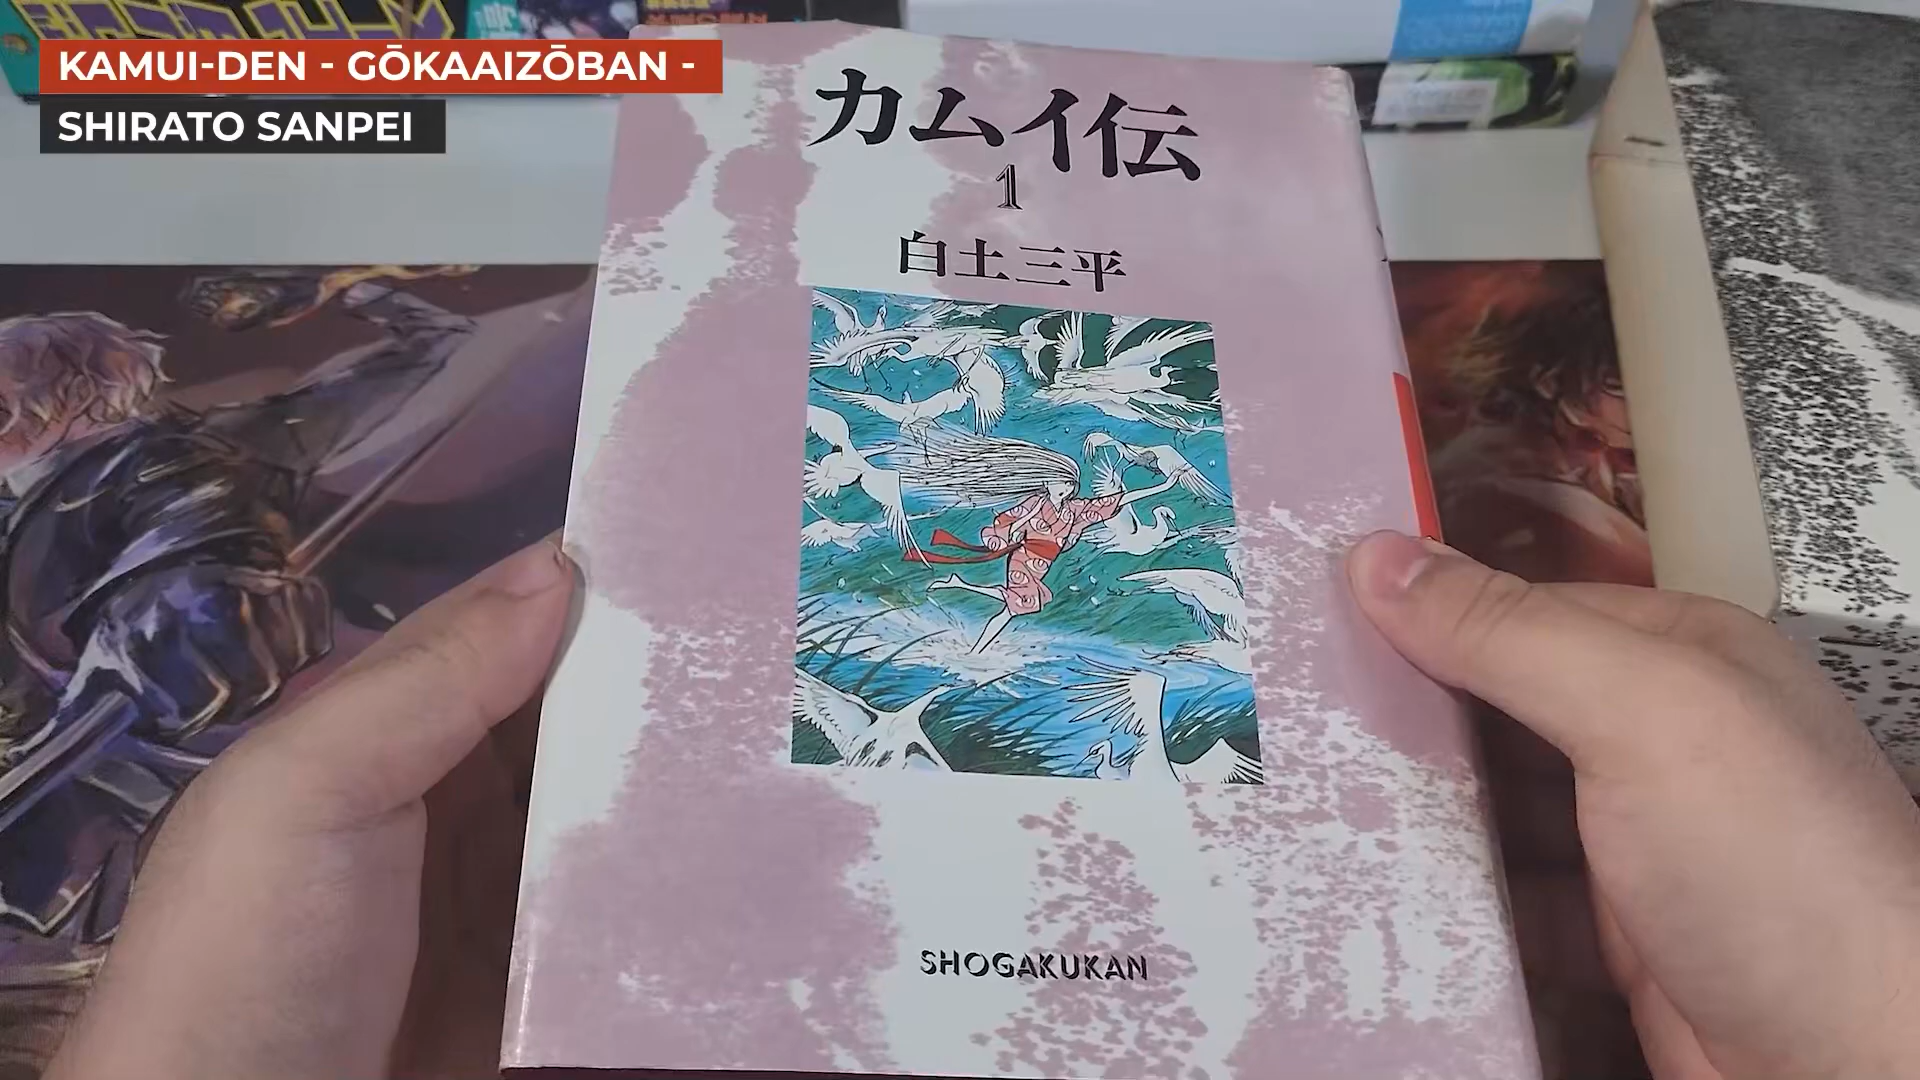 KAMUI-DEN - GŌKAAIZŌBAN -
SHIRATO SANPEI
カムイ伝
1
白土三平
SHOGAKUKAN